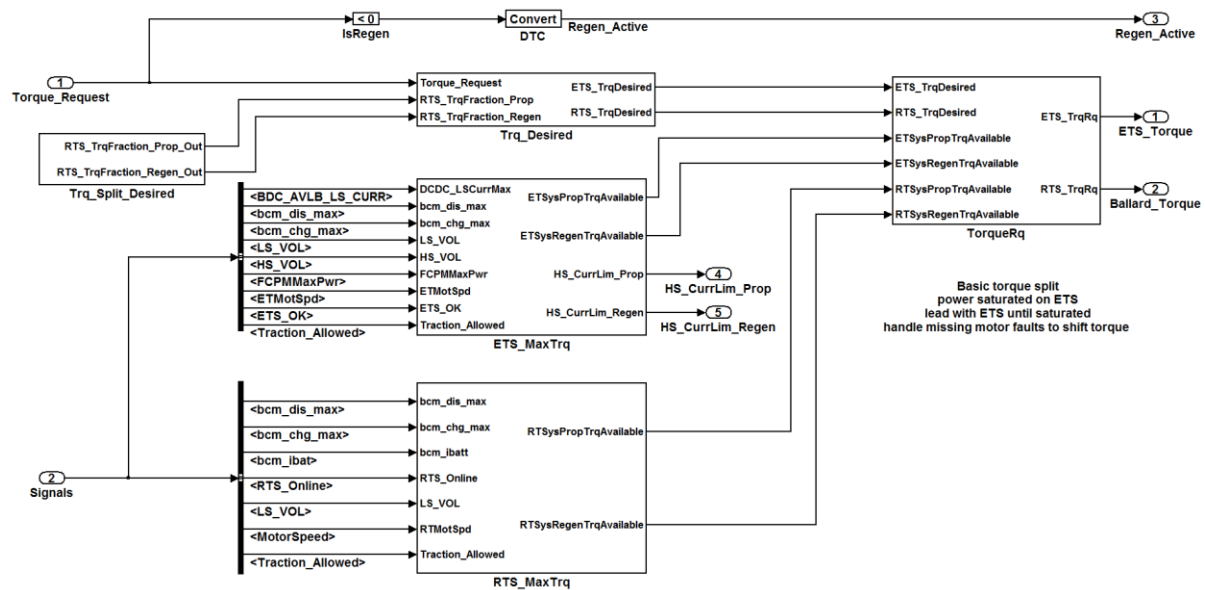 < 0
IsRegen
Convert
DTC
Regen_Active
3
Regen_Active
1
Torque_Request
Torque_Request
RTS_TrqFraction_Prop
RTS_TrqFraction_Regen
ETS_TrqDesired
RTS_TrqDesired
Trq_Desired
RTS_TrqFraction_Prop_Out
RTS_TrqFraction_Regen_Out
Trq_Split_Desired
ETS_TrqDesired
RTS_TrqDesired
ETSysPropTrqAvailable
ETSysRegenTrqAvailable
RTSysPropTrqAvailable
RTSysRegenTrqAvailable
ETS_TrqRq
RTS_TrqRq
TorqueRq
1
ETS_Torque
2
Ballard_Torque
<BDC_AVLB_LS_CURR>
<bcm_dis_max>
<bcm_chg_max>
<LS_VOL>
<HS_VOL>
<FCPMMaxPwr>
<ETMotSpd>
<ETS_OK>
<Traction_Allowed>
DCDC_LSCurrMax
bcm_dis_max
bcm_chg_max
LS_VOL
HS_VOL
FCPMMaxPwr
ETMotSpd
ETS_OK
Traction_Allowed
ETSysPropTrqAvailable
ETSysRegenTrqAvailable
HS_CurrLim_Prop
HS_CurrLim_Regen
ETS_MaxTrq
4
HS_CurrLim_Prop
5
HS_CurrLim_Regen
Basic torque split
power saturated on ETS
lead with ETS until saturated
handle missing motor faults to shift torque
2
Signals
<bcm_dis_max>
<bcm_chg_max>
<bcm_ibat>
<RTS_Online>
<LS_VOL>
<MotorSpeed>
<Traction_Allowed>
bcm_dis_max
bcm_chg_max
bcm_ibatt
RTS_Online
LS_VOL
RTMotSpd
Traction_Allowed
RTSysPropTrqAvailable
RTSysRegenTrqAvailable
RTS_MaxTrq